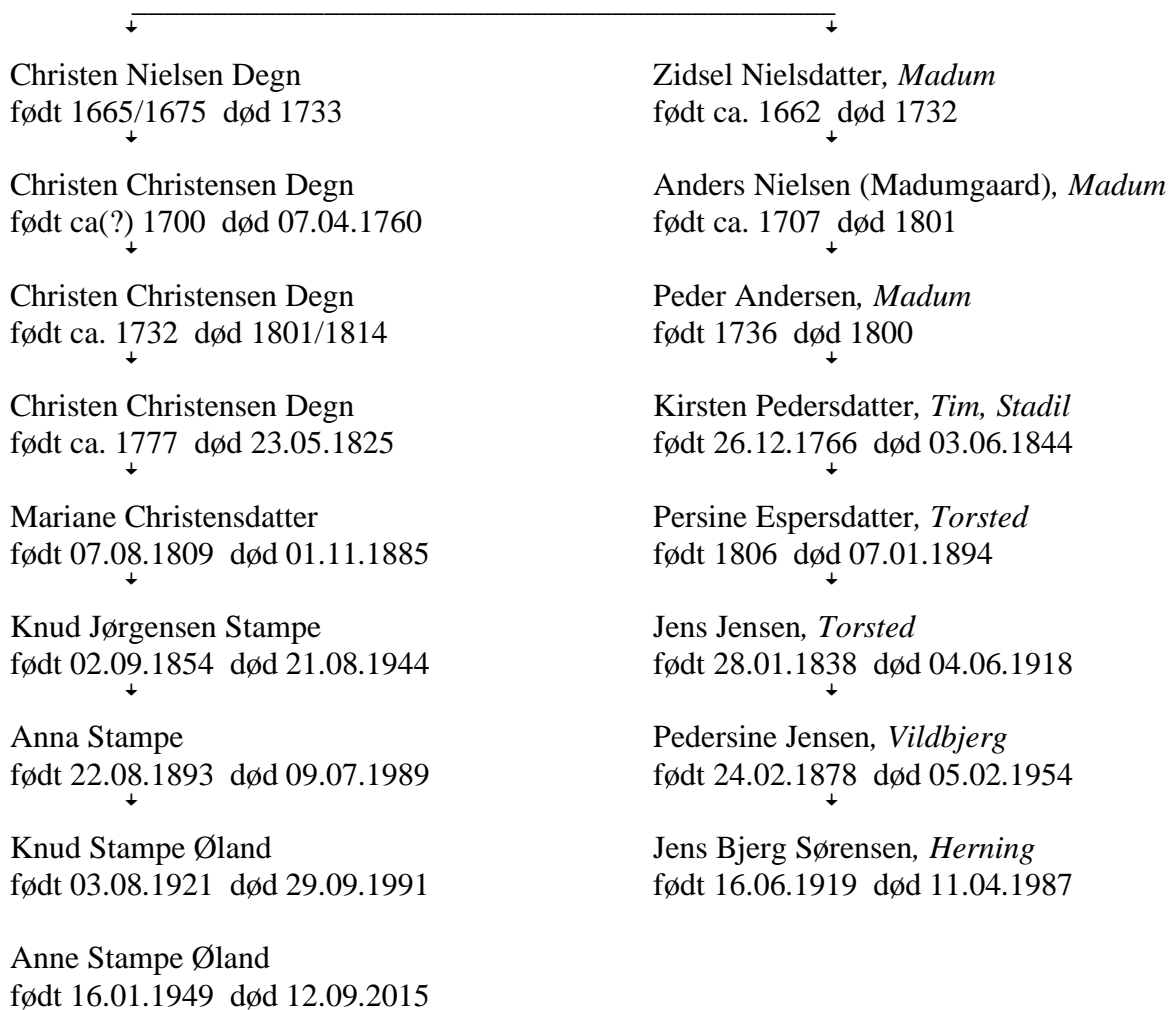 Christen Nielsen Degn
født 1665/1675 død 1733
Christen Christensen Degn
født ca(?) 1700 død 07.04.1760
Christen Christensen Degn
født ca. 1732 død 1801/1814
Christen Christensen Degn
født ca. 1777 død 23.05.1825
Mariane Christensdatter
født 07.08.1809 død 01.11.1885
Knud Jørgensen Stampe
født 02.09.1854 død 21.08.1944
Anna Stampe
født 22.08.1893 død 09.07.1989
Knud Stampe Øland
født 03.08.1921 død 29.09.1991
Anne Stampe Øland
født 16.01.1949 død 12.09.2015
Zidsel Nielsdatter, Madum
født ca. 1662 død 1732
Anders Nielsen (Madumgaard), Madum
født ca. 1707 død 1801
Peder Andersen, Madum
født 1736 død 1800
Kirsten Pedersdatter, Tim, Stadil
født 26.12.1766 død 03.06.1844
Persine Espersdatter, Torsted
født 1806 død 07.01.1894
Jens Jensen, Torsted
født 28.01.1838 død 04.06.1918
Pedersine Jensen, Vildbjerg
født 24.02.1878 død 05.02.1954
Jens Bjerg Sørensen, Herning
født 16.06.1919 død 11.04.1987